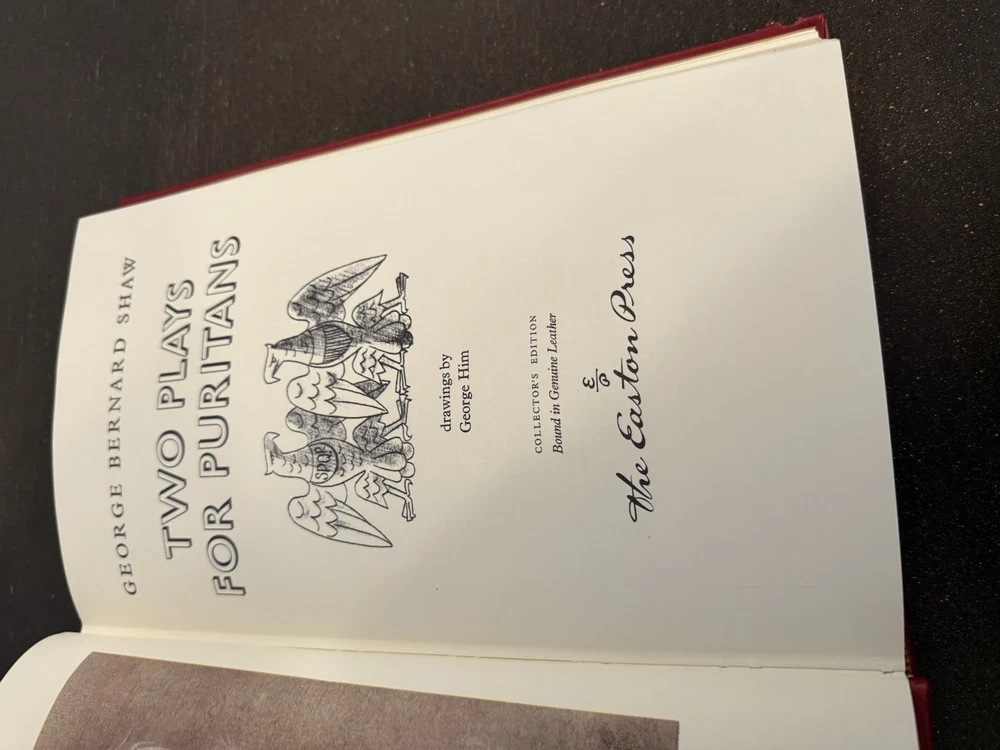 GEORGE BERNARD SHAW
TWO PLAYS
FOR PURITANS
SPQR
drawings by
George Him
COLLECTOR'S EDITION
Bound in Genuine Leather
E
P
The Easton Press